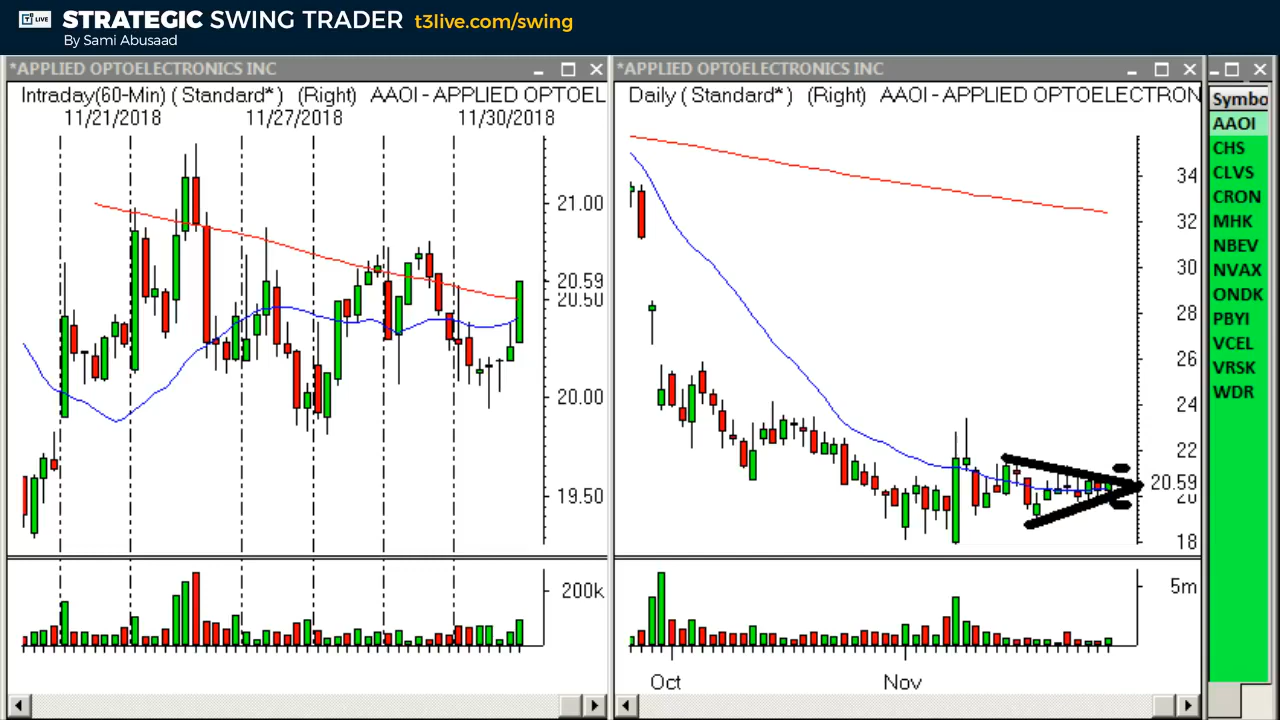 T3 LIVE STRATEGIC SWING TRADER t3live.com/swing
By Sami Abusaad
*APPLIED OPTOELECTRONICS INC
Intraday(60-Min) (Standard*) (Right) AAOI - APPLIED OPTOEL
11/21/2018 11/27/2018 11/30/2018
21.00
20.59
20.50
20.00
19.50
200k
*APPLIED OPTOELECTRONICS INC
Daily (Standard*) (Right) AAOI - APPLIED OPTOELECTRON
34
32
30
28
26
24
22
20.59
20
18
5m
Oct Nov
Symbo
AAOI
CHS
CLVS
CRON
MHK
NBEV
NVAX
ONDK
PBYI
VCEL
VRSK
WDR